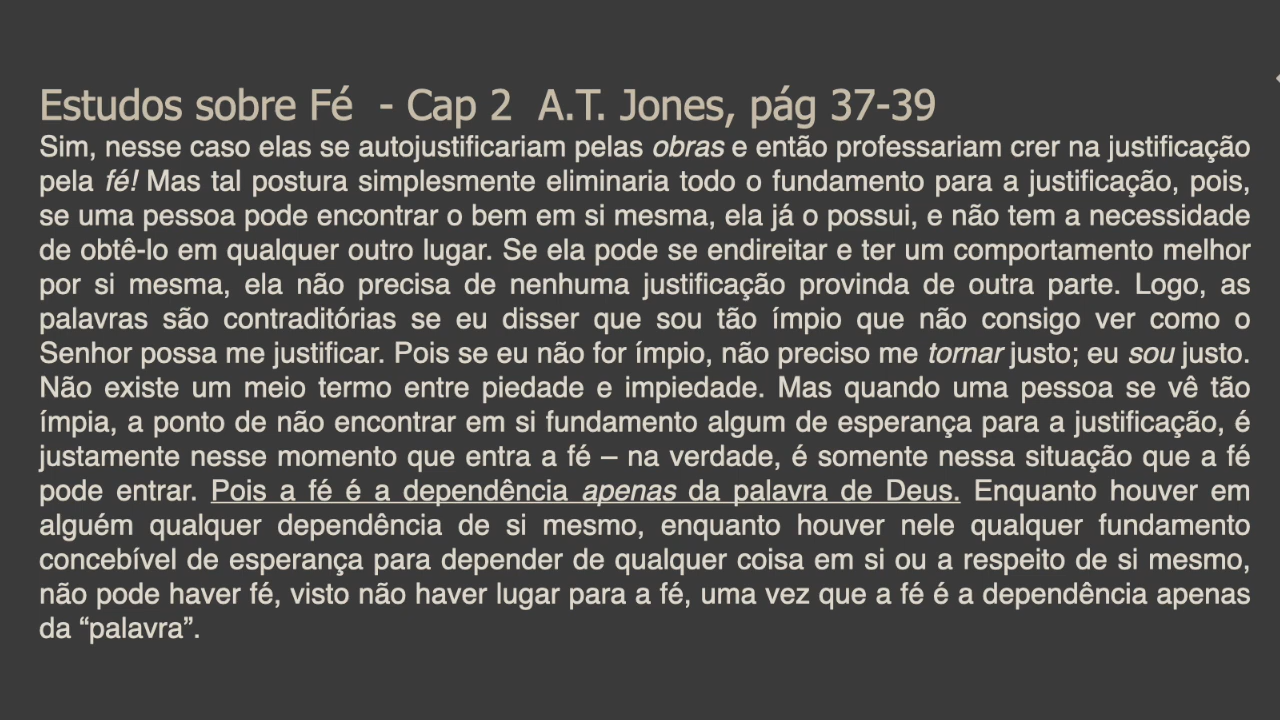 Estudos sobre Fé - Cap 2 A.T. Jones, pág 37-39
Sim, nesse caso elas se autojustificariam pelas obras e então professariam crer na justificação
pela fé! Mas tal postura simplesmente eliminaria todo o fundamento para a justificação, pois,
se uma pessoa pode encontrar o bem em si mesma, ela já o possui, e não tem a necessidade
de obtê-lo em qualquer outro lugar. Se ela pode se endireitar e ter um comportamento melhor
por si mesma, ela não precisa de nenhuma justificação provinda de outra parte. Logo, as
palavras são contraditórias se eu disser que sou tão ímpio que não consigo ver como o
Senhor possa me justificar. Pois se eu não for ímpio, não preciso me tornar justo; eu sou justo.
Não existe um meio termo entre piedade e impiedade. Mas quando uma pessoa se vê tão
ímpia, a ponto de não encontrar em si fundamento algum de esperança para a justificação, é
justamente nesse momento que entra a fé – na verdade, é somente nessa situação que a fé
pode entrar. Pois a fé é a dependência apenas da palavra de Deus. Enquanto houver em
alguém qualquer dependência de si mesmo, enquanto houver nele qualquer fundamento
concebível de esperança para depender de qualquer coisa em si ou a respeito de si mesmo,
não pode haver fé, visto não haver lugar para a fé, uma vez que a fé é a dependência apenas
da “palavra”.